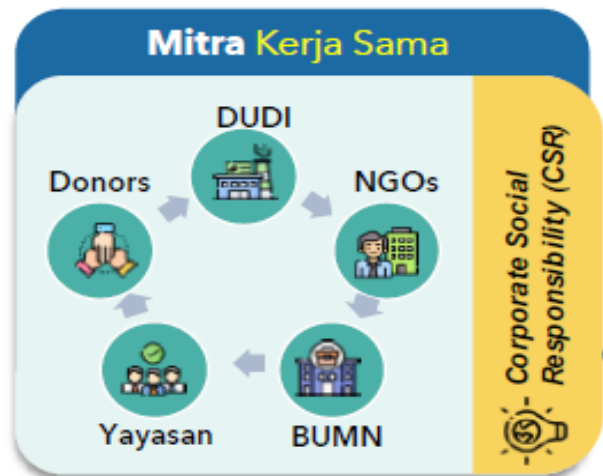 Mitra Kerja Sama
DUDI
Donors
NGOs
Yayasan
BUMN
Corporate Social
Responsibility (CSR)